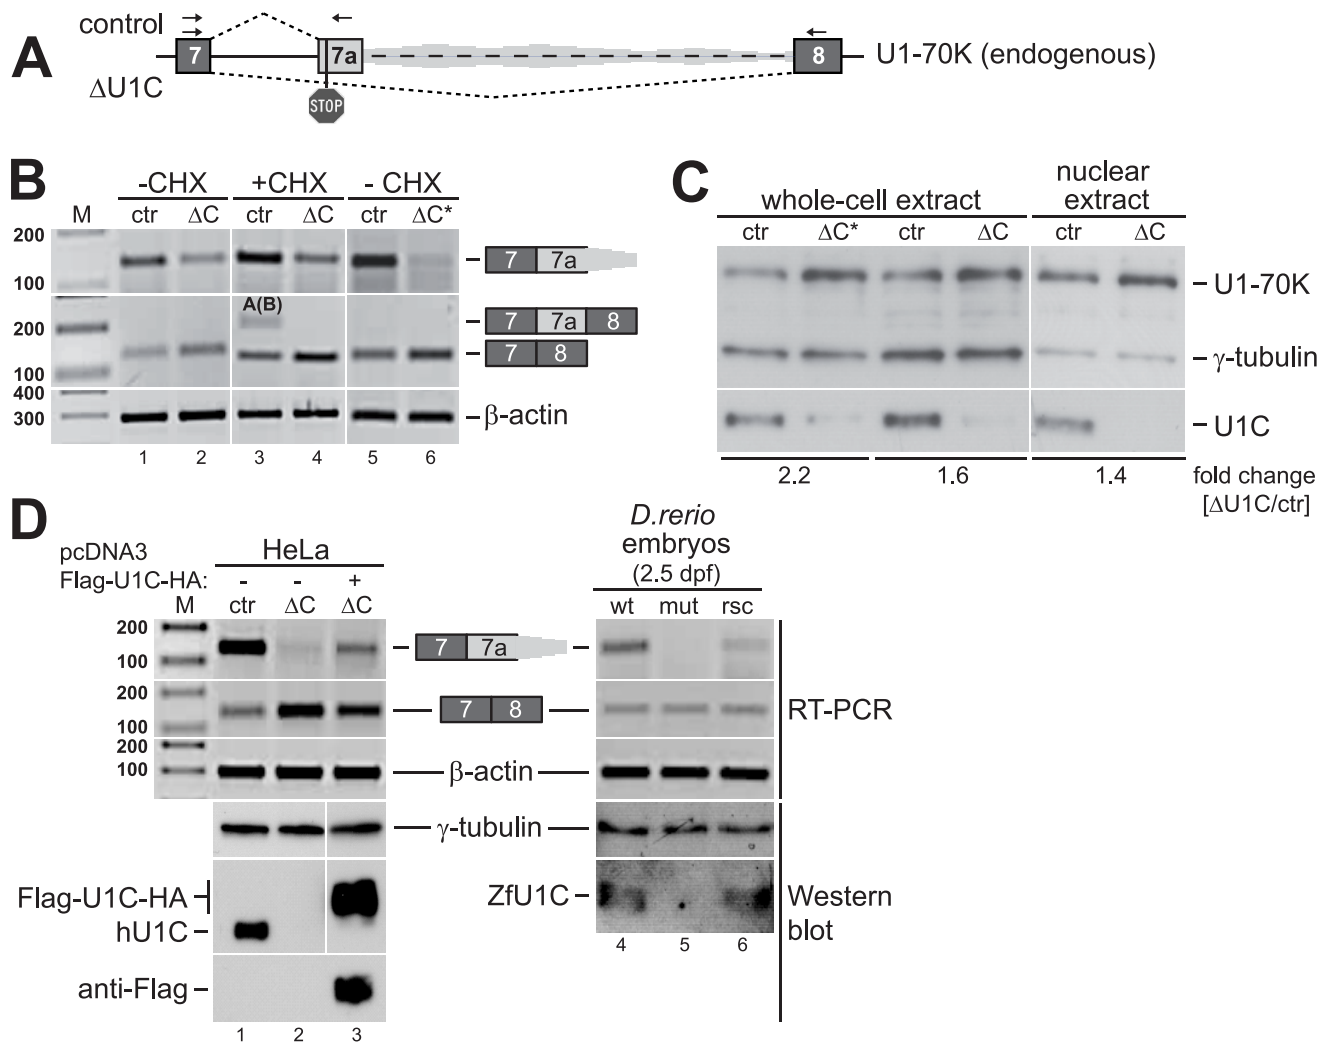 A
control
ΔU1C
7
7a
8
STOP
U1-70K (endogenous)
B
-CHX +CHX - CHX
M ctr ΔC ctr ΔC ctr ΔC*
200
100
7 7a
A(B)
200
100
7 7a 8
7 8
400
300
β-actin
1 2 3 4 5 6
C
whole-cell extract
nuclear
extract
ctr ΔC* ctr ΔC ctr ΔC
U1-70K
γ-tubulin
U1C
2.2 1.6 1.4
fold change
[ΔU1C/ctr]
D
pcDNA3
Flag-U1C-HA:
HeLa
- - +
M ctr ΔC ΔC
D.rerio
embryos
(2.5 dpf)
wt mut rsc
200
100
7 7a
200
100
7 8
200
100
β-actin
RT-PCR
γ-tubulin
Flag-U1C-HA
hU1C
ZfU1C
Western
blot
anti-Flag
1 2 3
4 5 6